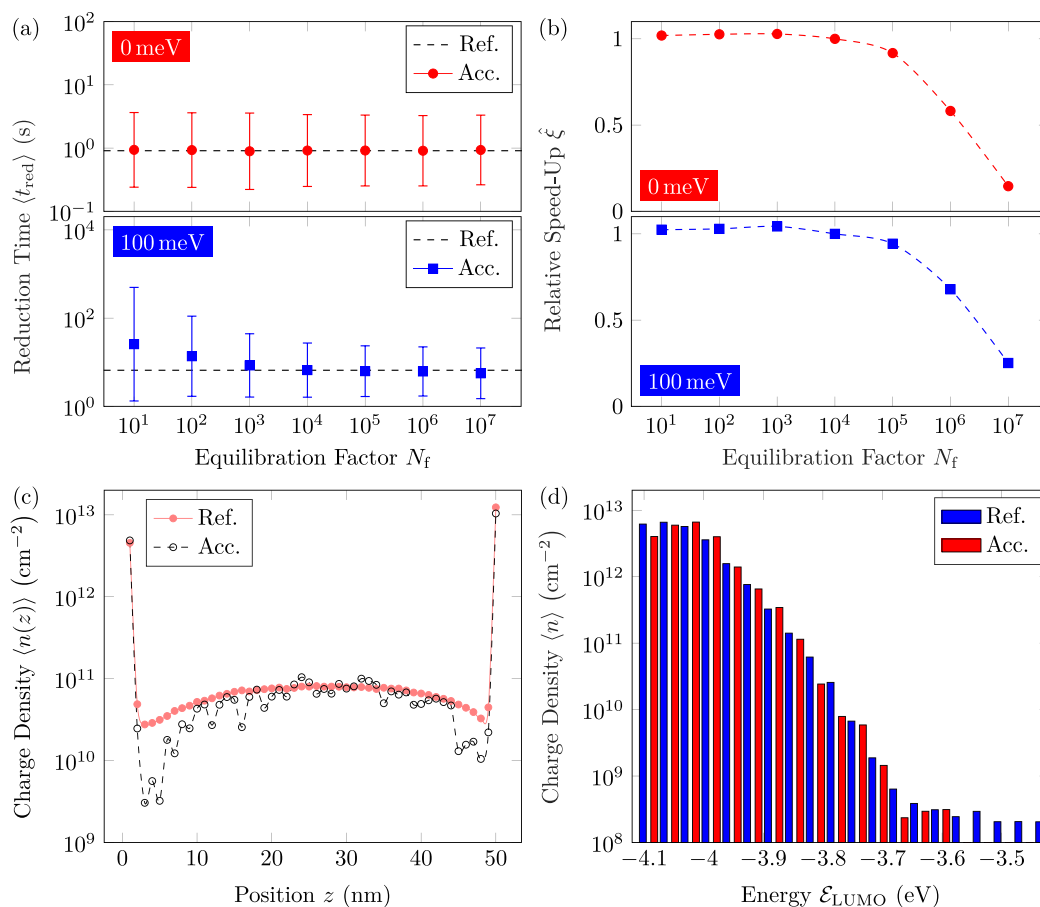 (a)
Reduction Time ⟨t_red⟩ (s)
10^2
10^1
10^0
10^−1
0 meV
Ref.
Acc.
10^4
10^2
10^0
100 meV
Ref.
Acc.
10^1 10^2 10^3 10^4 10^5 10^6 10^7
Equilibration Factor N_f
(b)
Relative Speed-Up ξ̂
1
0.5
0
0 meV
1
0.5
0
100 meV
10^1 10^2 10^3 10^4 10^5 10^6 10^7
Equilibration Factor N_f
(c)
Charge Density ⟨n(z)⟩ (cm^−2)
10^13
10^12
10^11
10^10
10^9
Ref.
Acc.
0 10 20 30 40 50
Position z (nm)
(d)
Charge Density ⟨n⟩ (cm^−2)
10^13
10^12
10^11
10^10
10^9
10^8
Ref.
Acc.
−4.1 −4 −3.9 −3.8 −3.7 −3.6 −3.5
Energy ℰ_LUMO (eV)